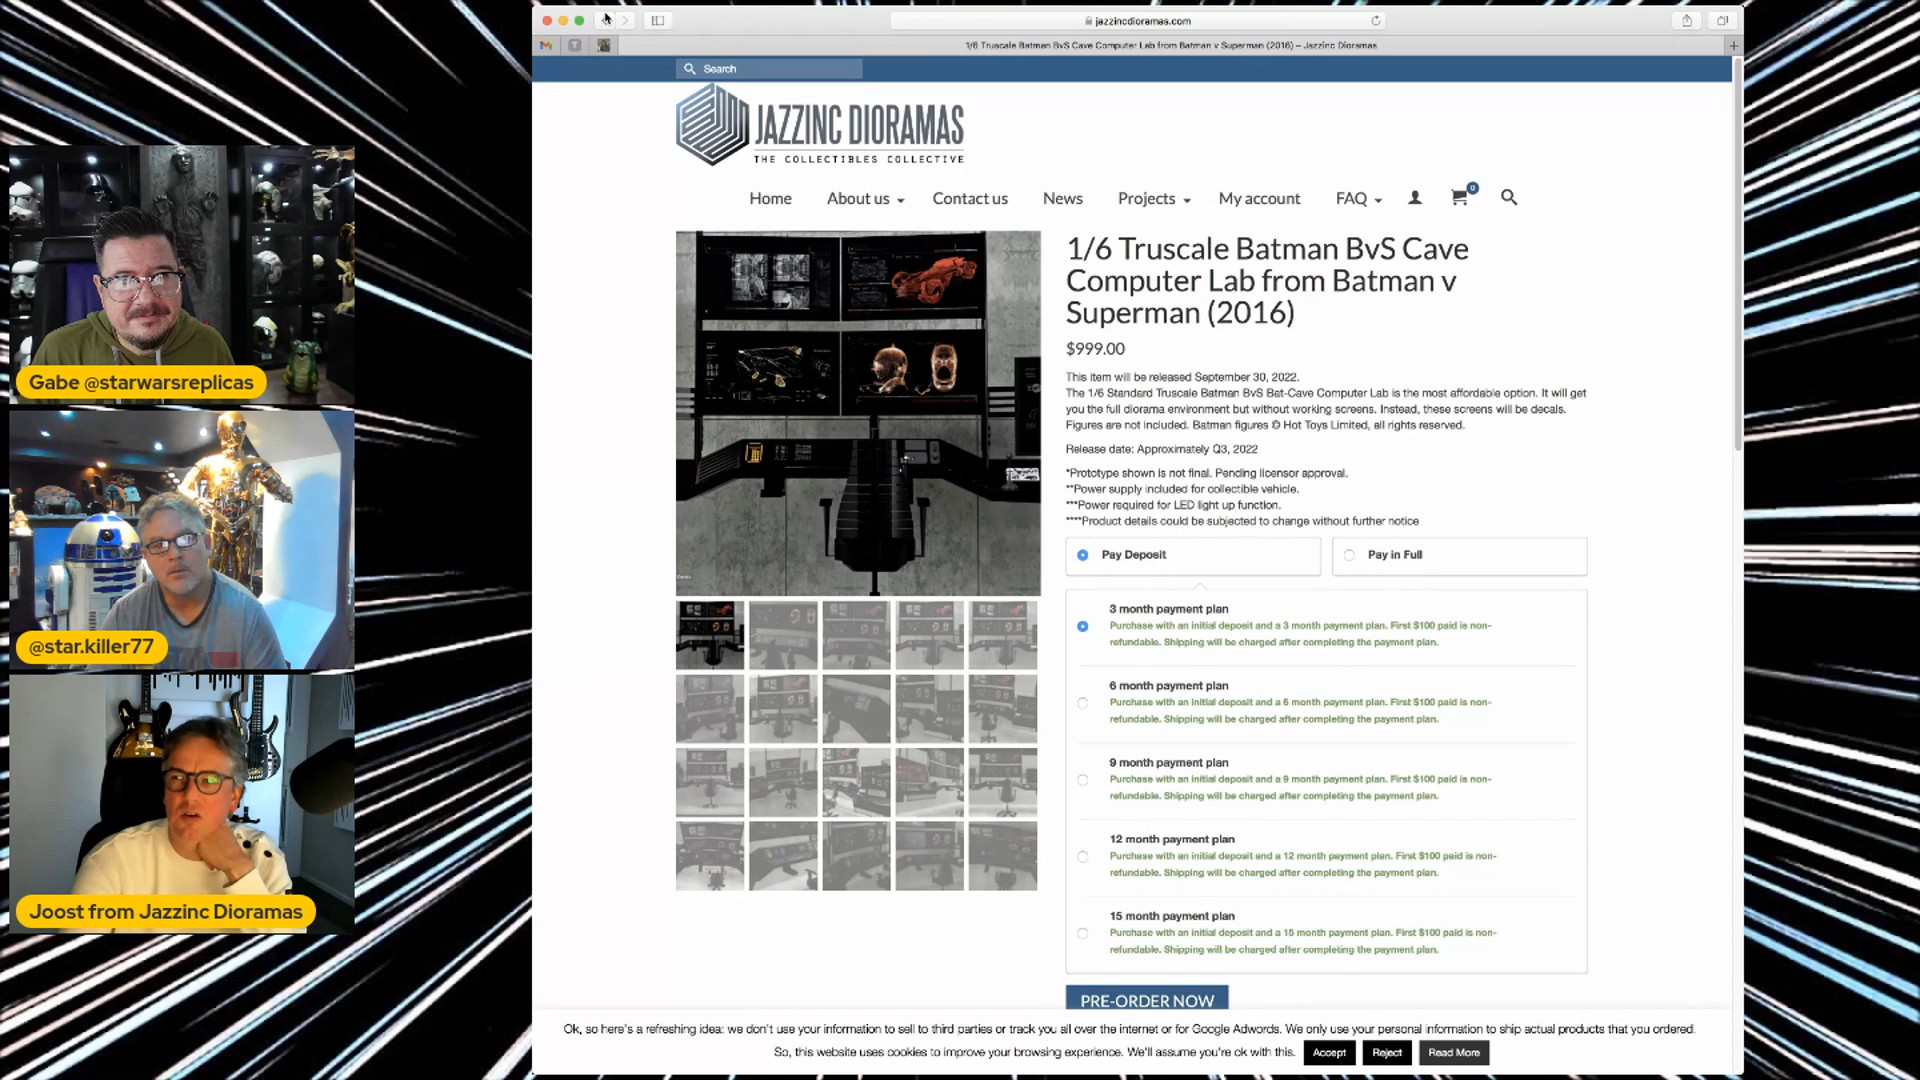 Gabe @starwarsreplicas
@star.killer77
Joost from Jazzinc Dioramas
jazzincdioramas.com
1/6 Truscale Batman BvS Cave Computer Lab from Batman v Superman (2016) – Jazzinc Dioramas
Search
JAZZINC DIORAMAS
THE COLLECTIBLES COLLECTIVE
Home About us Contact us News Projects My account FAQ 0
1/6 Truscale Batman BvS Cave
Computer Lab from Batman v
Superman (2016)
$999.00
This item will be released September 30, 2022.
The 1/6 Standard Truscale Batman BvS Bat-Cave Computer Lab is the most affordable option. It will get
you the full diorama environment but without working screens. Instead, these screens will be decals.
Figures are not included. Batman figures © Hot Toys Limited, all rights reserved.
Release date: Approximately Q3, 2022
*Prototype shown is not final. Pending licensor approval.
**Power supply included for collectible vehicle.
***Power required for LED light up function.
****Product details could be subjected to change without further notice
Pay Deposit Pay in Full
3 month payment plan
Purchase with an initial deposit and a 3 month payment plan. First $100 paid is non-
refundable. Shipping will be charged after completing the payment plan.
6 month payment plan
Purchase with an initial deposit and a 6 month payment plan. First $100 paid is non-
refundable. Shipping will be charged after completing the payment plan.
9 month payment plan
Purchase with an initial deposit and a 9 month payment plan. First $100 paid is non-
refundable. Shipping will be charged after completing the payment plan.
12 month payment plan
Purchase with an initial deposit and a 12 month payment plan. First $100 paid is non-
refundable. Shipping will be charged after completing the payment plan.
15 month payment plan
Purchase with an initial deposit and a 15 month payment plan. First $100 paid is non-
refundable. Shipping will be charged after completing the payment plan.
PRE-ORDER NOW
Ok, so here's a refreshing idea: we don't use your information to sell to third parties or track you all over the internet or for Google Adwords. We only use your personal information to ship actual products that you ordered.
So, this website uses cookies to improve your browsing experience. We'll assume you're ok with this. Accept Reject Read More